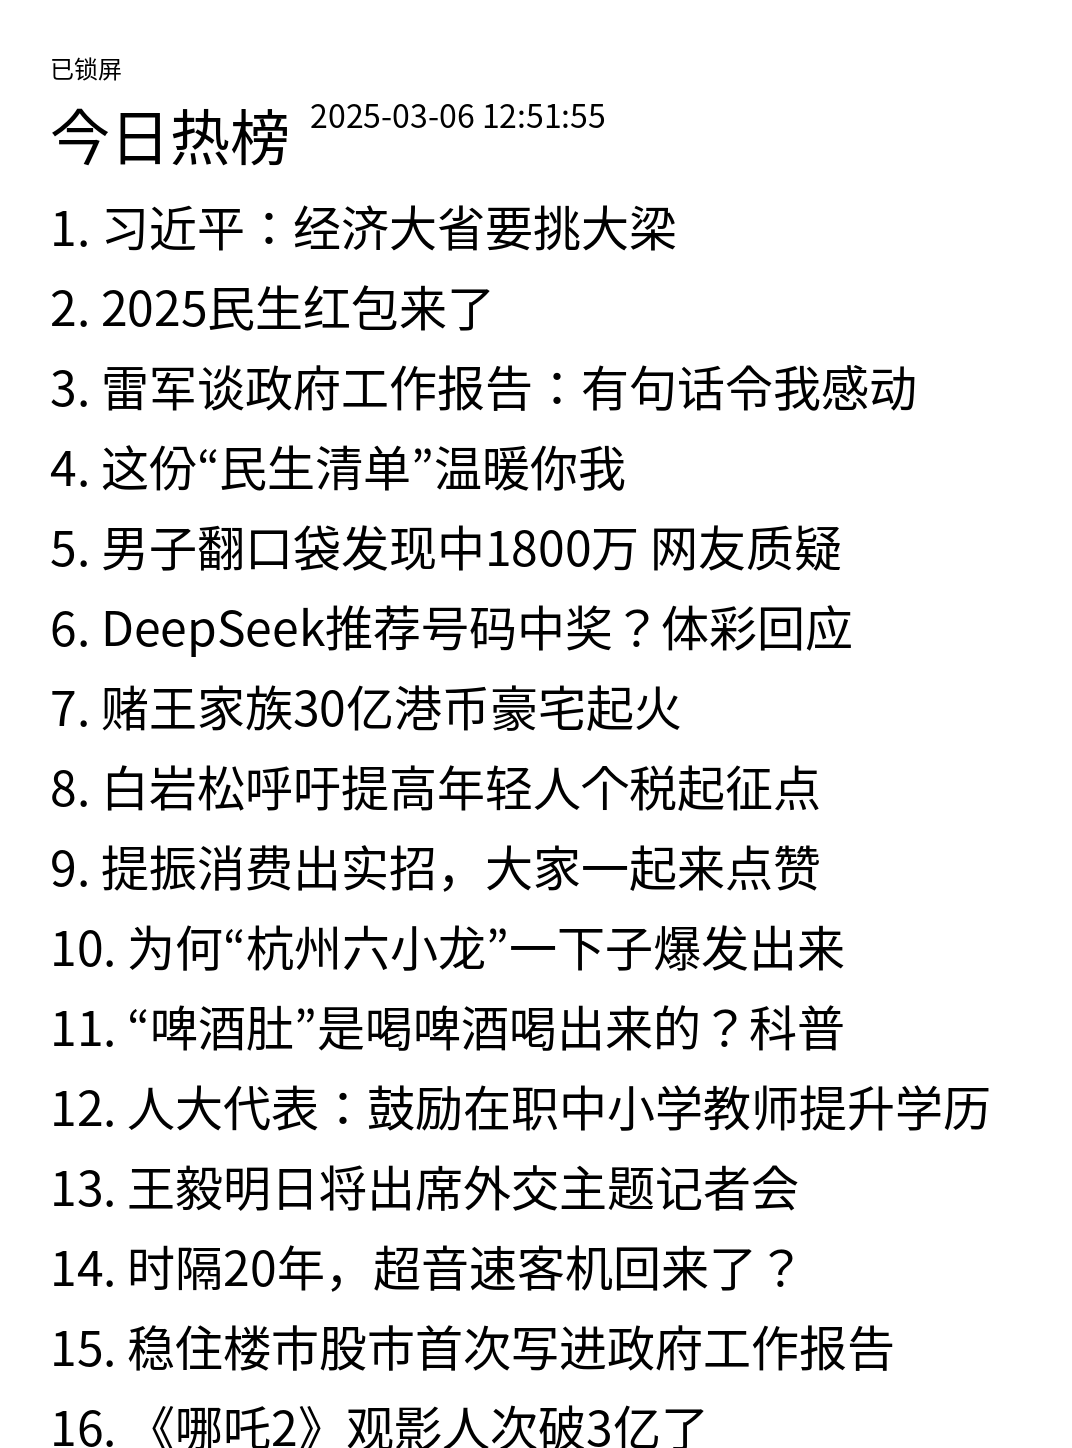 已锁屏
今日热榜 2025-03-06 12:51:55
1. 习近平：经济大省要挑大梁
2. 2025民生红包来了
3. 雷军谈政府工作报告：有句话令我感动
4. 这份“民生清单”温暖你我
5. 男子翻口袋发现中1800万 网友质疑
6. DeepSeek推荐号码中奖？体彩回应
7. 赌王家族30亿港币豪宅起火
8. 白岩松呼吁提高年轻人个税起征点
9. 提振消费出实招，大家一起来点赞
10. 为何“杭州六小龙”一下子爆发出来
11. “啤酒肚”是喝啤酒喝出来的？科普
12. 人大代表：鼓励在职中小学教师提升学历
13. 王毅明日将出席外交主题记者会
14. 时隔20年，超音速客机回来了？
15. 稳住楼市股市首次写进政府工作报告
16. 《哪吒2》观影人次破3亿了